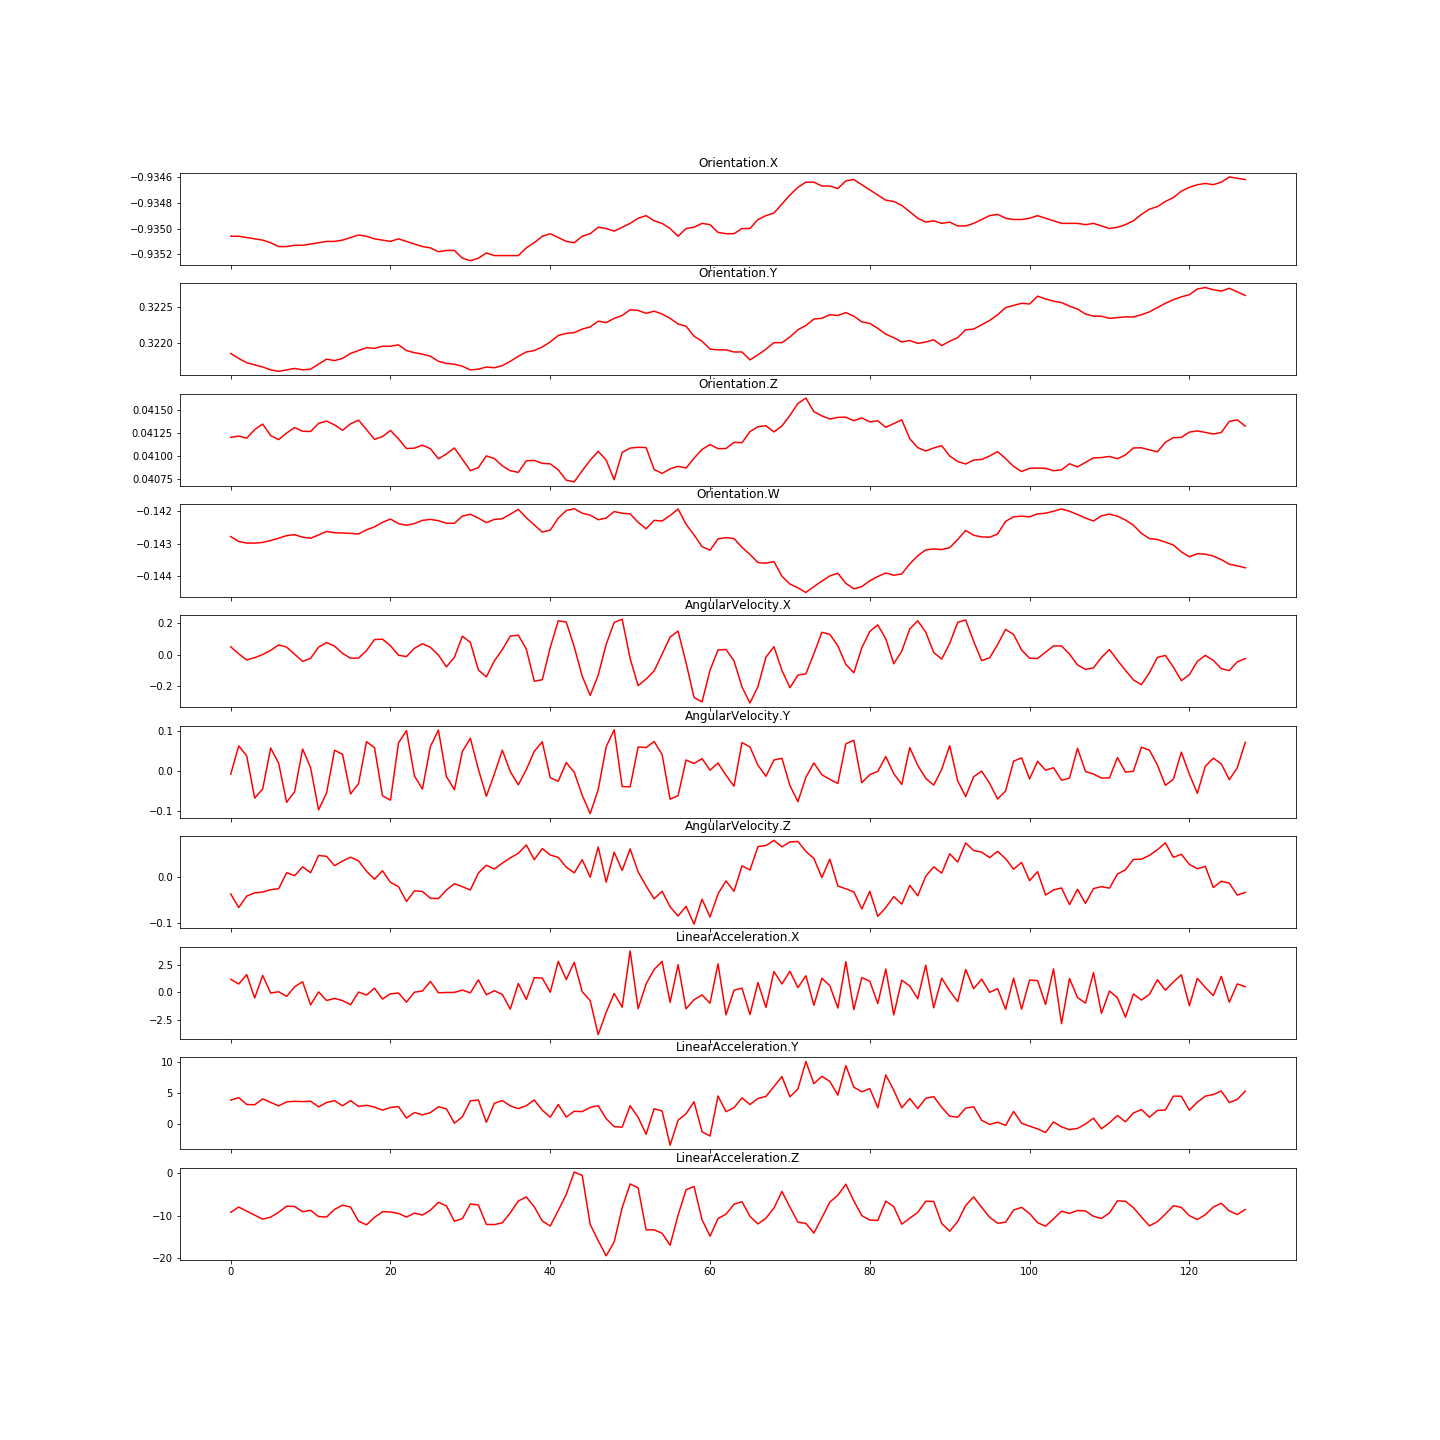 Orientation.X
−0.9346
−0.9348
−0.9350
−0.9352
Orientation.Y
0.3225
0.3220
Orientation.Z
0.04150
0.04125
0.04100
0.04075
Orientation.W
−0.142
−0.143
−0.144
AngularVelocity.X
0.2
0.0
−0.2
AngularVelocity.Y
0.1
0.0
−0.1
AngularVelocity.Z
0.0
−0.1
LinearAcceleration.X
2.5
0.0
−2.5
LinearAcceleration.Y
10
5
0
LinearAcceleration.Z
0
−10
−20
0 20 40 60 80 100 120